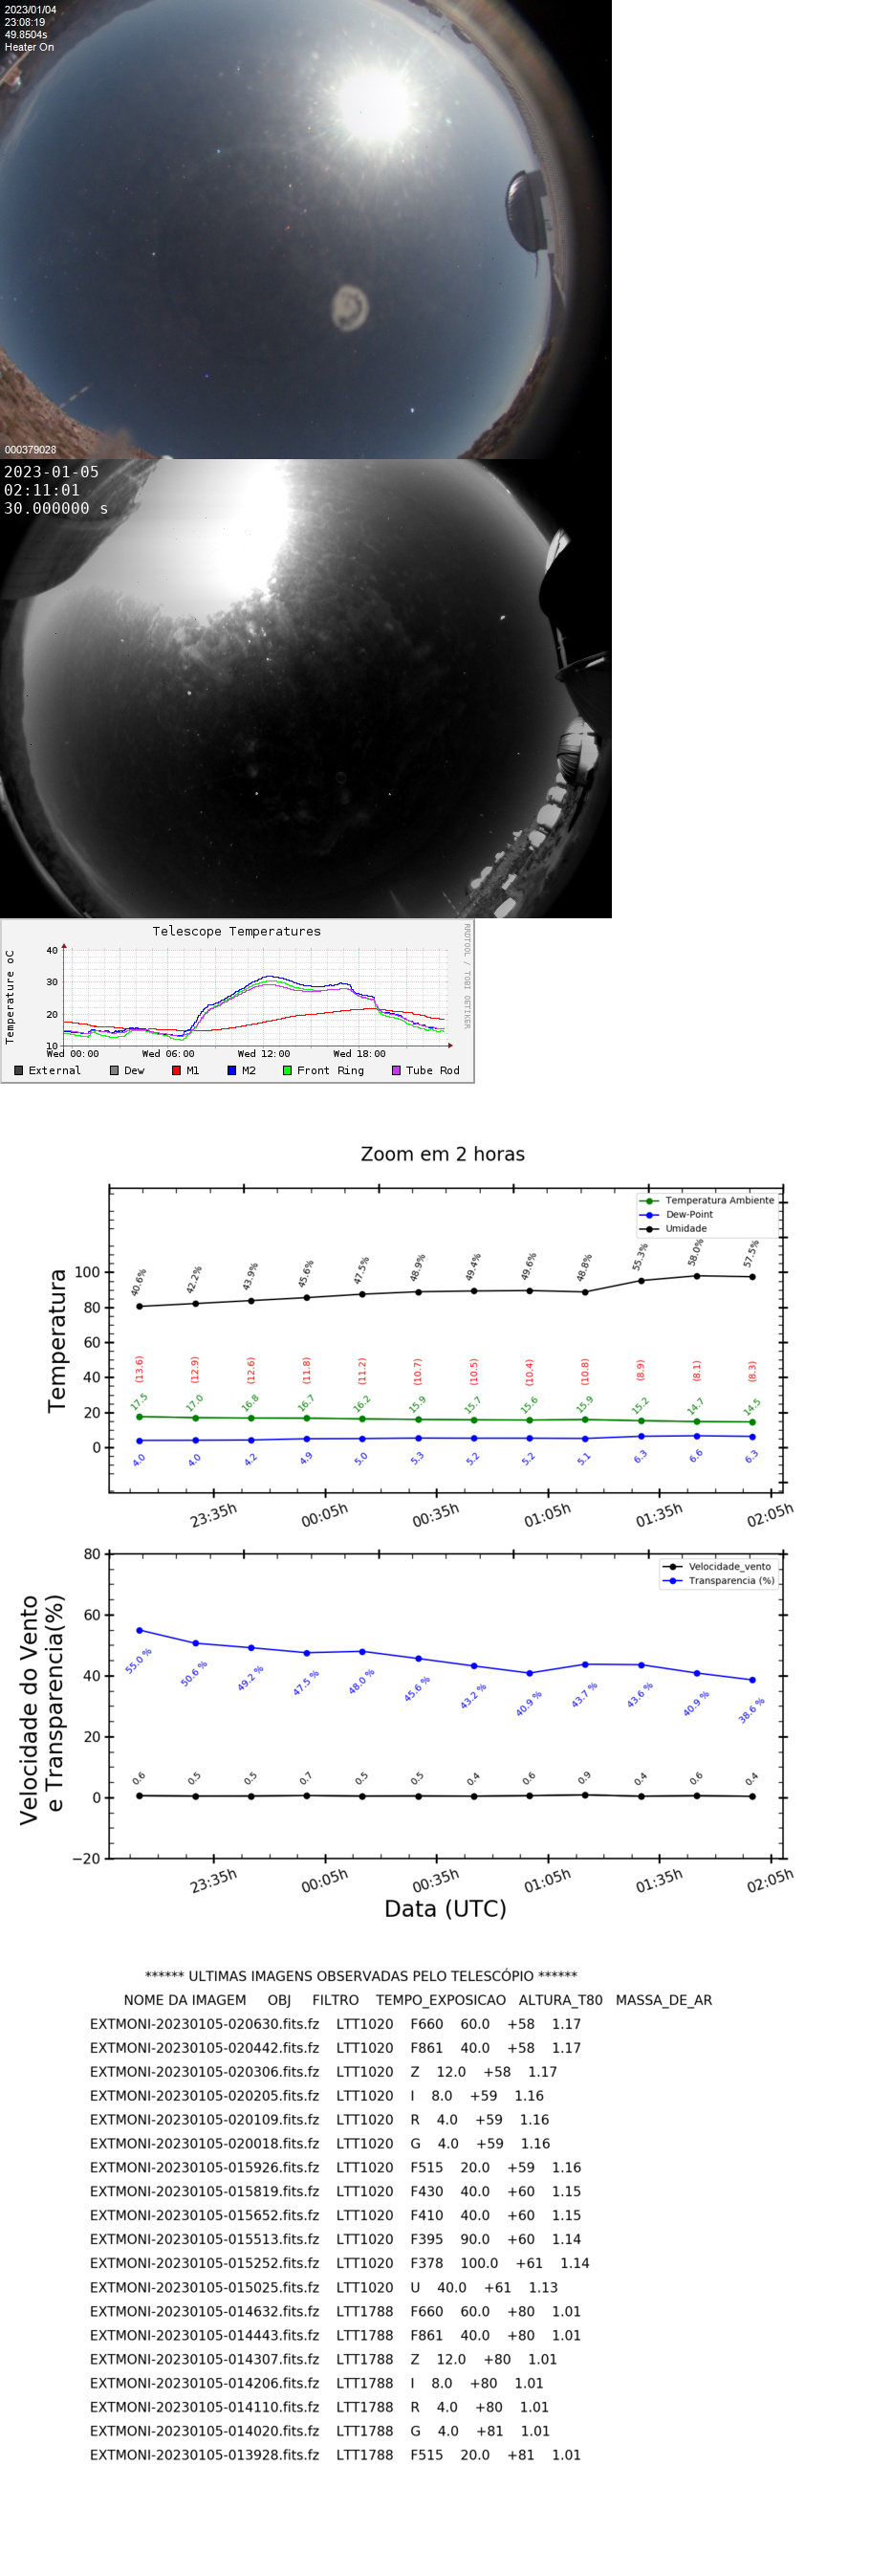 2023/01/04
23:08:19
49.8504s
Heater On
000379028
2023-01-05
02:11:01
30.000000 s
Telescope Temperatures
Temperature oC
40
30
20
10
Wed 00:00 Wed 06:00 Wed 12:00 Wed 18:00
External Dew M1 M2 Front Ring Tube Rod
RRDTOOL / TOBI OETIKER
Zoom em 2 horas
Temperatura
Temperatura Ambiente
Dew-Point
Umidade
100
80
60
40
20
0
40.6% 42.2% 43.9% 45.6% 47.5% 48.9% 49.4% 49.6% 48.8% 55.3% 58.0% 57.5%
(13.6) (12.9) (12.6) (11.8) (11.2) (10.7) (10.5) (10.4) (10.8) (8.9) (8.1) (8.3)
17.5 17.0 16.8 16.7 16.2 15.9 15.7 15.6 15.9 15.2 14.7 14.5
4.0 4.0 4.2 4.9 5.0 5.3 5.2 5.2 5.1 6.3 6.6 6.3
23:35h 00:05h 00:35h 01:05h 01:35h 02:05h
Velocidade do Vento
e Transparencia(%)
Velocidade_vento
Transparencia (%)
80
60
40
20
0
−20
55.0 % 50.6 % 49.2 % 47.5 % 48.0 % 45.6 % 43.2 % 40.9 % 43.7 % 43.6 % 40.9 % 38.6 %
0.6 0.5 0.5 0.7 0.5 0.5 0.4 0.6 0.9 0.4 0.6 0.4
23:35h 00:05h 00:35h 01:05h 01:35h 02:05h
Data (UTC)
****** ULTIMAS IMAGENS OBSERVADAS PELO TELESCÓPIO ******
NOME DA IMAGEM OBJ FILTRO TEMPO_EXPOSICAO ALTURA_T80 MASSA_DE_AR
EXTMONI-20230105-020630.fits.fz LTT1020 F660 60.0 +58 1.17
EXTMONI-20230105-020442.fits.fz LTT1020 F861 40.0 +58 1.17
EXTMONI-20230105-020306.fits.fz LTT1020 Z 12.0 +58 1.17
EXTMONI-20230105-020205.fits.fz LTT1020 I 8.0 +59 1.16
EXTMONI-20230105-020109.fits.fz LTT1020 R 4.0 +59 1.16
EXTMONI-20230105-020018.fits.fz LTT1020 G 4.0 +59 1.16
EXTMONI-20230105-015926.fits.fz LTT1020 F515 20.0 +59 1.16
EXTMONI-20230105-015819.fits.fz LTT1020 F430 40.0 +60 1.15
EXTMONI-20230105-015652.fits.fz LTT1020 F410 40.0 +60 1.15
EXTMONI-20230105-015513.fits.fz LTT1020 F395 90.0 +60 1.14
EXTMONI-20230105-015252.fits.fz LTT1020 F378 100.0 +61 1.14
EXTMONI-20230105-015025.fits.fz LTT1020 U 40.0 +61 1.13
EXTMONI-20230105-014632.fits.fz LTT1788 F660 60.0 +80 1.01
EXTMONI-20230105-014443.fits.fz LTT1788 F861 40.0 +80 1.01
EXTMONI-20230105-014307.fits.fz LTT1788 Z 12.0 +80 1.01
EXTMONI-20230105-014206.fits.fz LTT1788 I 8.0 +80 1.01
EXTMONI-20230105-014110.fits.fz LTT1788 R 4.0 +80 1.01
EXTMONI-20230105-014020.fits.fz LTT1788 G 4.0 +81 1.01
EXTMONI-20230105-013928.fits.fz LTT1788 F515 20.0 +81 1.01